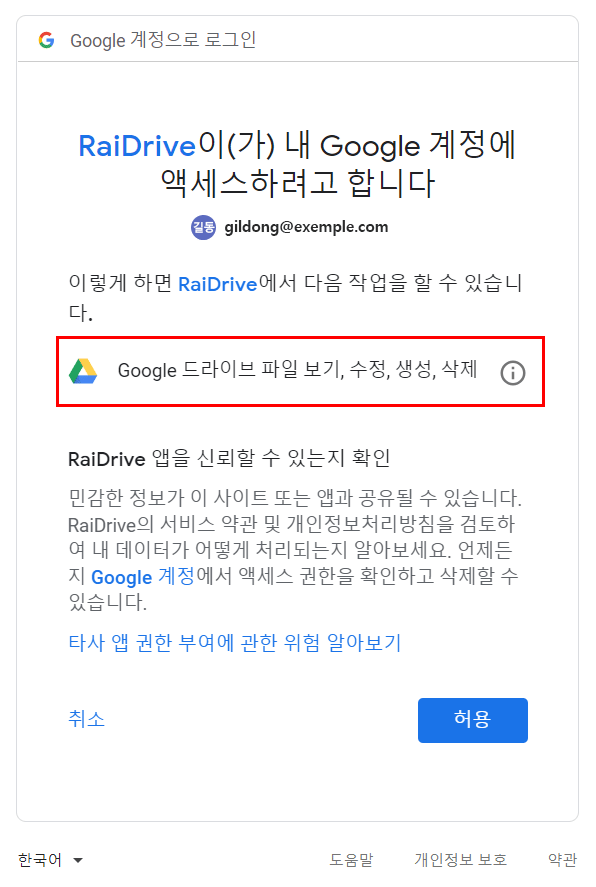 Google 계정으로 로그인
RaiDrive이(가) 내 Google 계정에
액세스하려고 합니다
길동 gildong@exemple.com
이렇게 하면 RaiDrive에서 다음 작업을 할 수 있습니
다.
Google 드라이브 파일 보기, 수정, 생성, 삭제
RaiDrive 앱을 신뢰할 수 있는지 확인
민감한 정보가 이 사이트 또는 앱과 공유될 수 있습니다.
RaiDrive의 서비스 약관 및 개인정보처리방침을 검토하
여 내 데이터가 어떻게 처리되는지 알아보세요. 언제든
지 Google 계정에서 액세스 권한을 확인하고 삭제할 수
있습니다.
타사 앱 권한 부여에 관한 위험 알아보기
취소 허용
한국어 도움말 개인정보 보호 약관